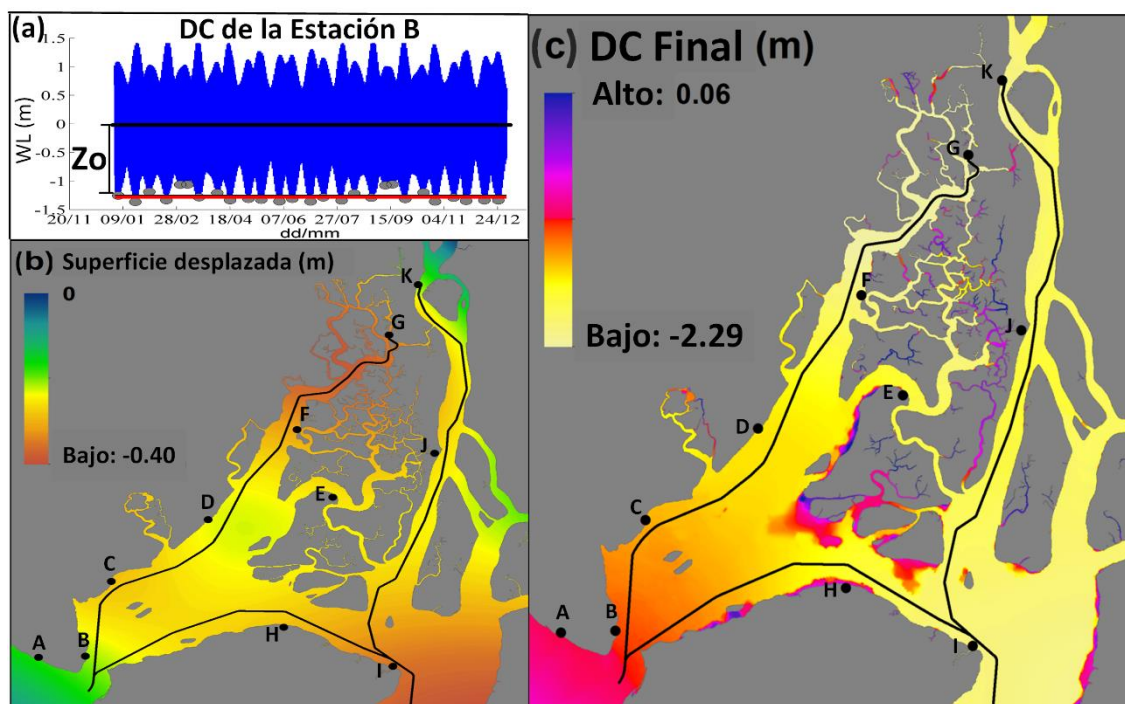 (a)
DC de la Estación B
1.5
1
0.5
0
-0.5
-1
-1.5
WL (m)
Zo
20/11 09/01 28/02 18/04 07/06 27/07 15/09 04/11 24/12
dd/mm
(b) Superficie desplazada (m)
0
Bajo: -0.40
K
G
F
J
E
D
C
H
A
B
I
(c) DC Final (m)
Alto: 0.06
Bajo: -2.29
K
G
F
J
E
D
C
H
A
B
I